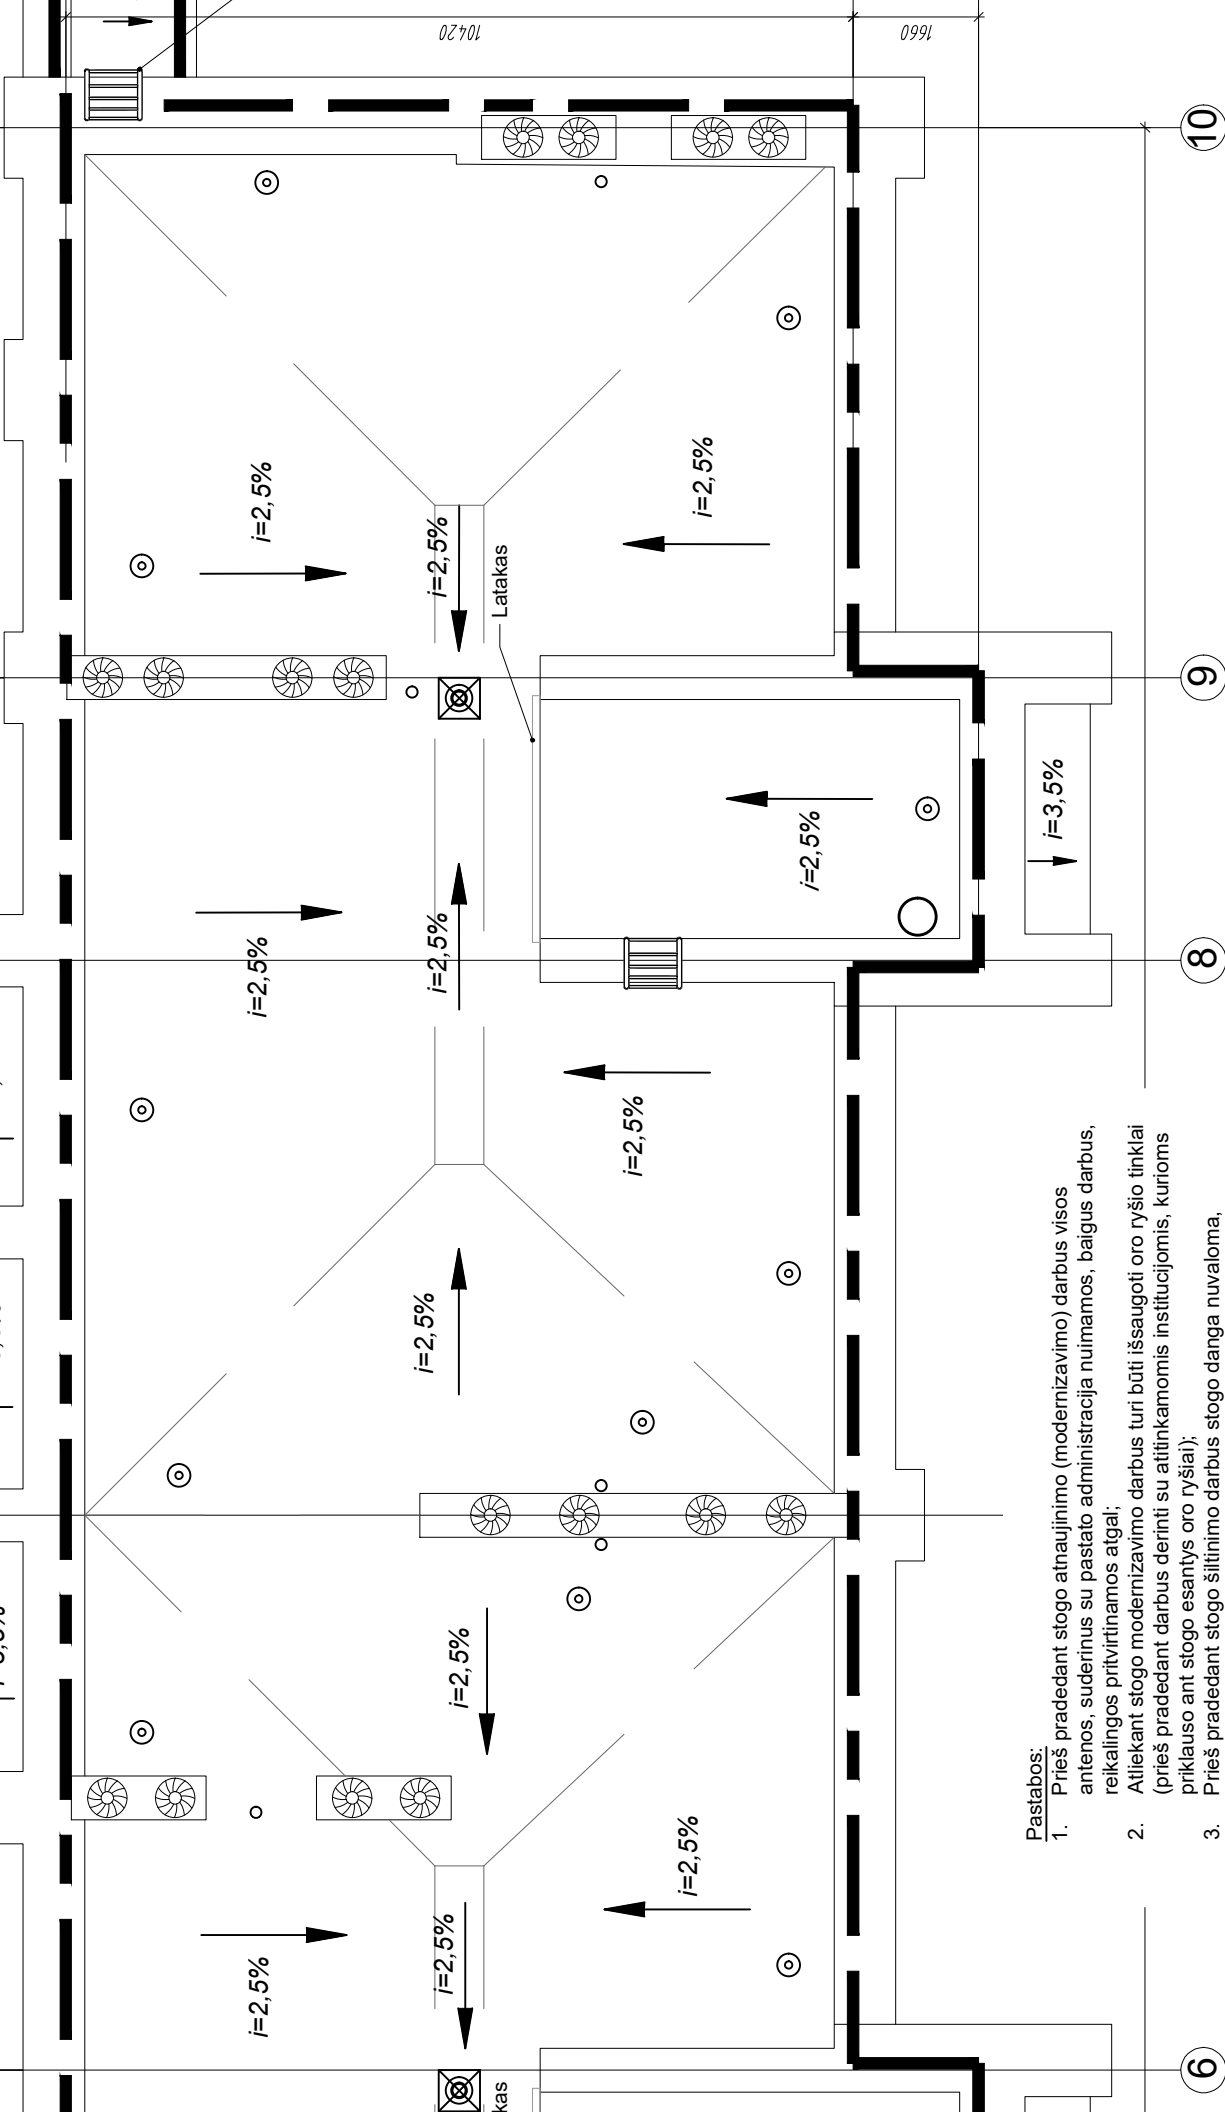 10420
1660
10
i=2,5%
i=2,5%
i=2,5%
Latakas
9
i=2,5%
i=3,5%
i=2,5%
i=2,5%
8
i=2,5%
i=2,5%
i=2,5%
i=2,5%
i=2,5%
i=2,5%
kas
6
Pastabos:
1. Prieš pradedant stogo atnaujinimo (modernizavimo) darbus visos
antenos, suderinus su pastato administracija nuimamos, baigus darbus,
reikalingos pritvirtinamos atgal;
2. Atliekant stogo modernizavimo darbus turi būti išsaugoti oro ryšio tinklai
(prieš pradedant darbus derinti su atitinkamomis institucijomis, kurioms
priklauso ant stogo esantys oro ryšiai);
3. Prieš pradedant stogo šiltinimo darbus stogo danga nuvaloma,